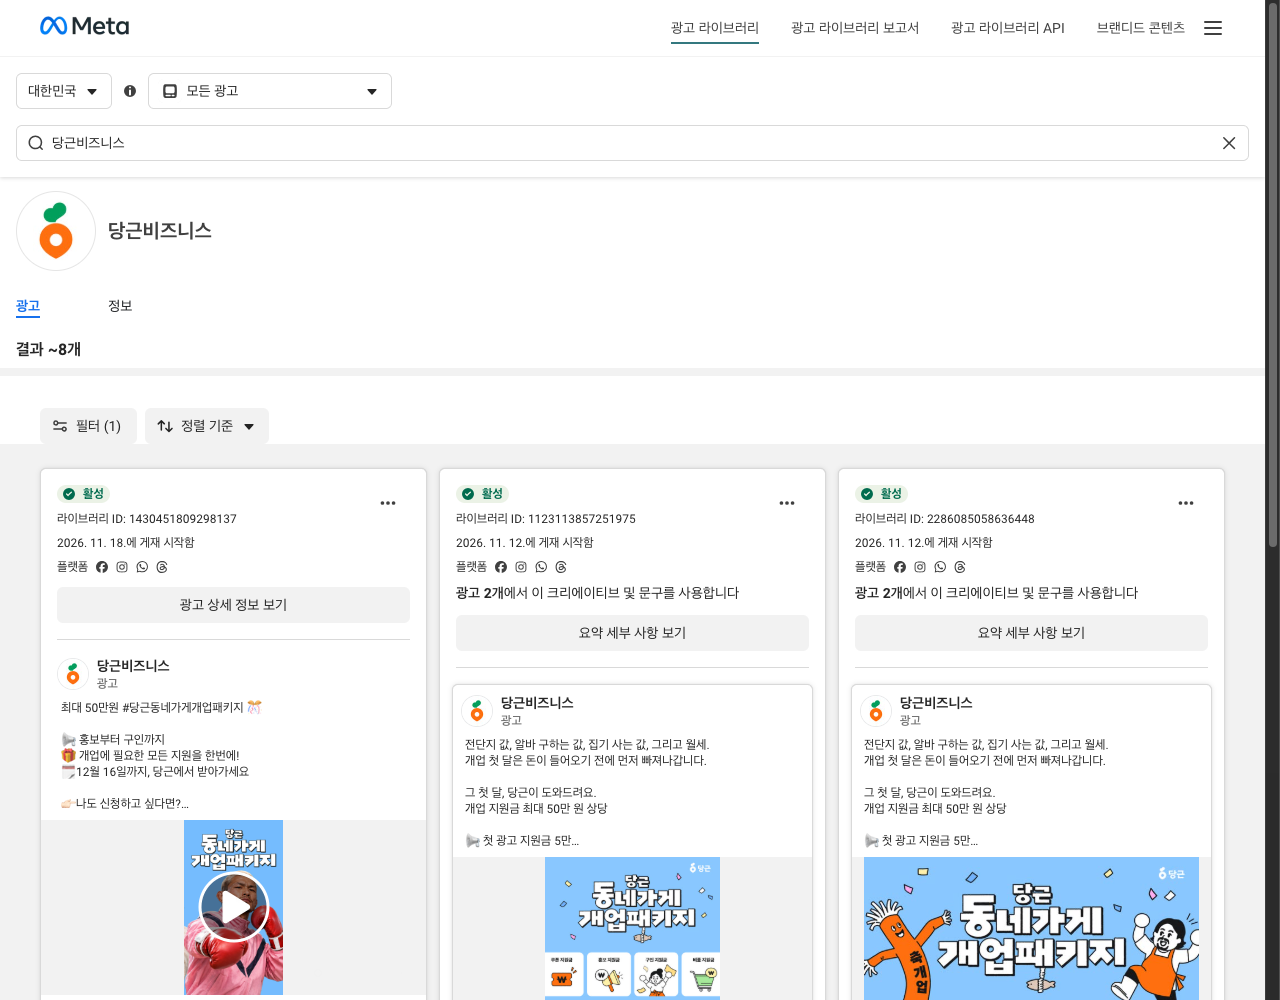 Meta
광고 라이브러리
광고 라이브러리 보고서
광고 라이브러리 API
브랜디드 콘텐츠
대한민국
모든 광고
당근비즈니스
당근비즈니스
광고
정보
결과 ~8개
필터 (1)
정렬 기준
활성
라이브러리 ID: 1430451809298137
2026. 11. 18.에 게재 시작함
플랫폼
광고 상세 정보 보기
당근비즈니스
광고
최대 50만원 #당근동네가게개업패키지 🎊
📢 홍보부터 구인까지
🎁 개업에 필요한 모든 지원을 한번에!
🗓️12월 16일까지, 당근에서 받아가세요
👉🏻나도 신청하고 싶다면?...
당근
동네가게
개업패키지
활성
라이브러리 ID: 1123113857251975
2026. 11. 12.에 게재 시작함
플랫폼
광고 2개에서 이 크리에이티브 및 문구를 사용합니다
요약 세부 사항 보기
당근비즈니스
광고
전단지 값, 알바 구하는 값, 집기 사는 값, 그리고 월세.
개업 첫 달은 돈이 들어오기 전에 먼저 빠져나갑니다.
그 첫 달, 당근이 도와드려요.
개업 지원금 최대 50만 원 상당
📢 첫 광고 지원금 5만...
당근
당근
동네가게
개업패키지
활성
라이브러리 ID: 2286085058636448
2026. 11. 12.에 게재 시작함
플랫폼
광고 2개에서 이 크리에이티브 및 문구를 사용합니다
요약 세부 사항 보기
당근비즈니스
광고
전단지 값, 알바 구하는 값, 집기 사는 값, 그리고 월세.
개업 첫 달은 돈이 들어오기 전에 먼저 빠져나갑니다.
그 첫 달, 당근이 도와드려요.
개업 지원금 최대 50만 원 상당
📢 첫 광고 지원금 5만...
당근
당근
동네가게
개업패키지
축개업